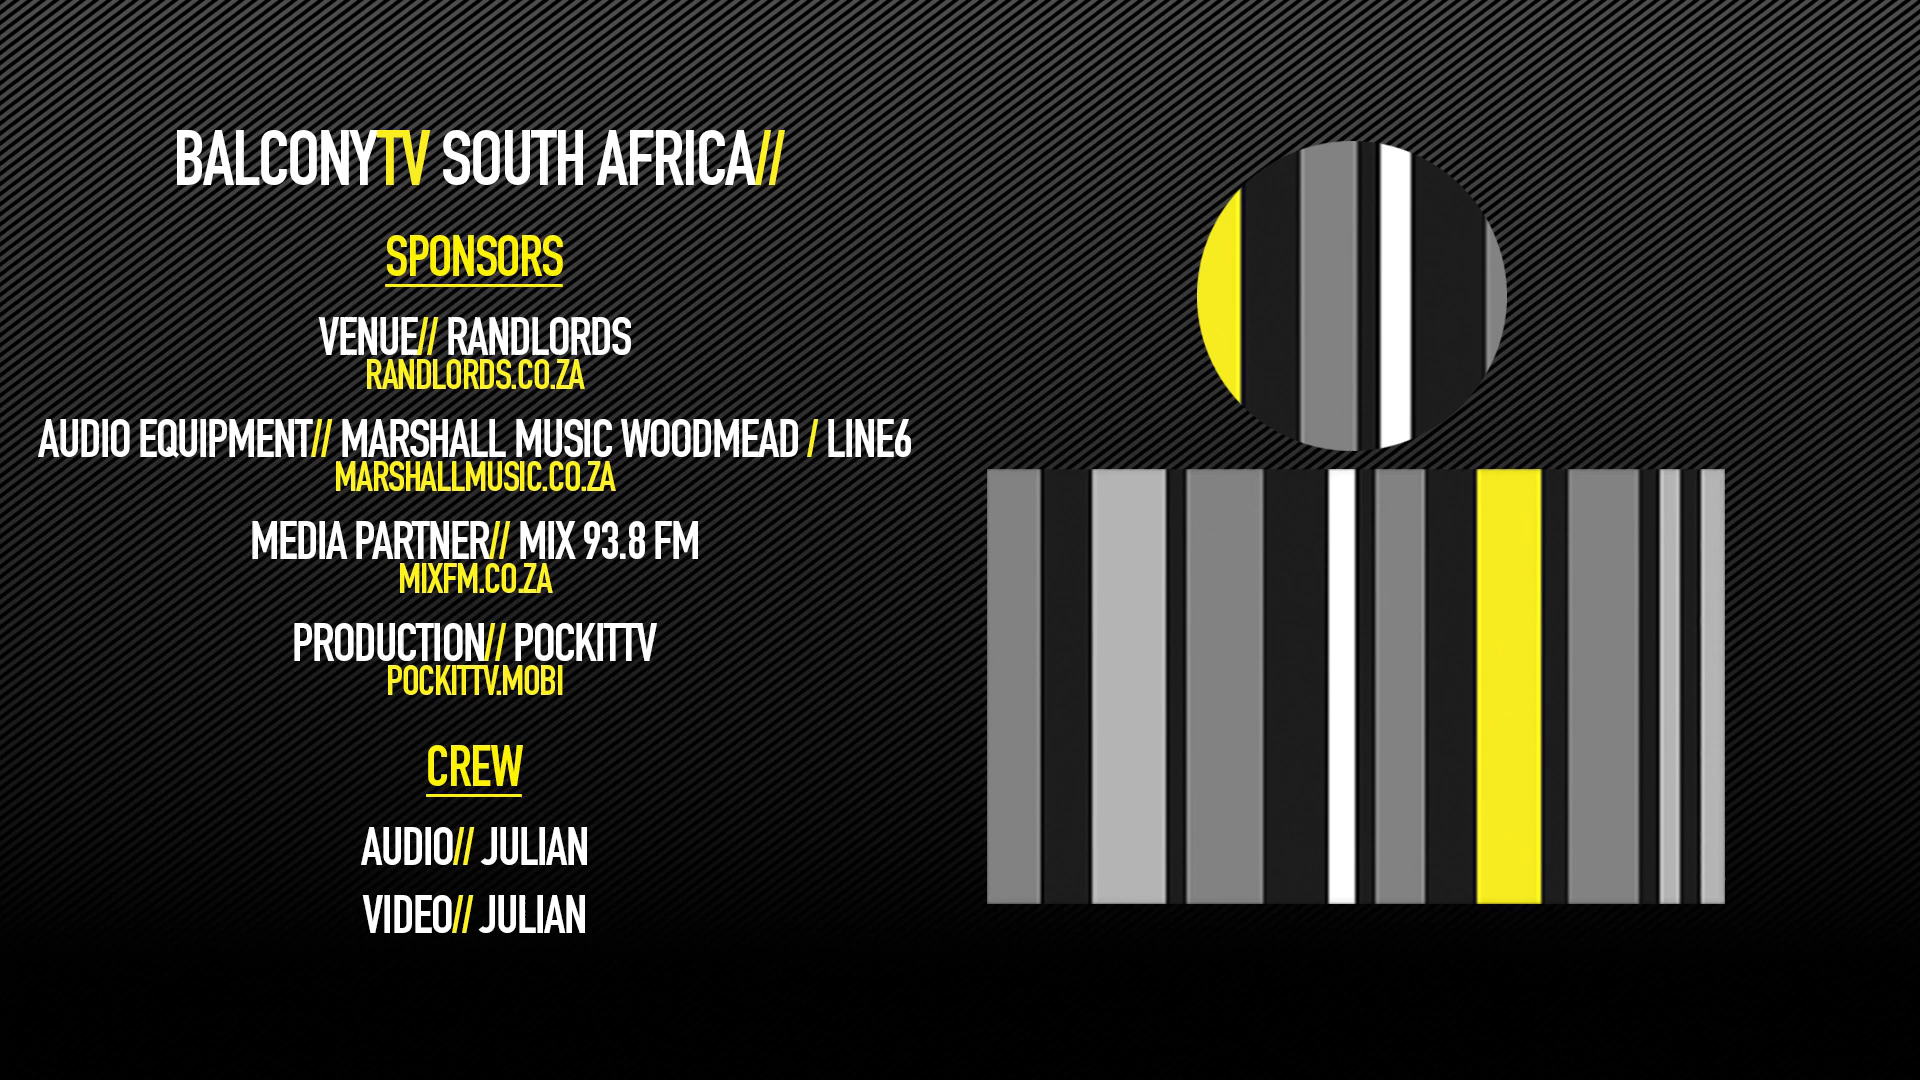 BALCONYTV SOUTH AFRICA//
SPONSORS
VENUE// RANDLORDS
RANDLORDS.CO.ZA
AUDIO EQUIPMENT// MARSHALL MUSIC WOODMEAD / LINE6
MARSHALLMUSIC.CO.ZA
MEDIA PARTNER// MIX 93.8 FM
MIXFM.CO.ZA
PRODUCTION// POCKITTV
POCKITTV.MOBI
CREW
AUDIO// JULIAN
VIDEO// JULIAN